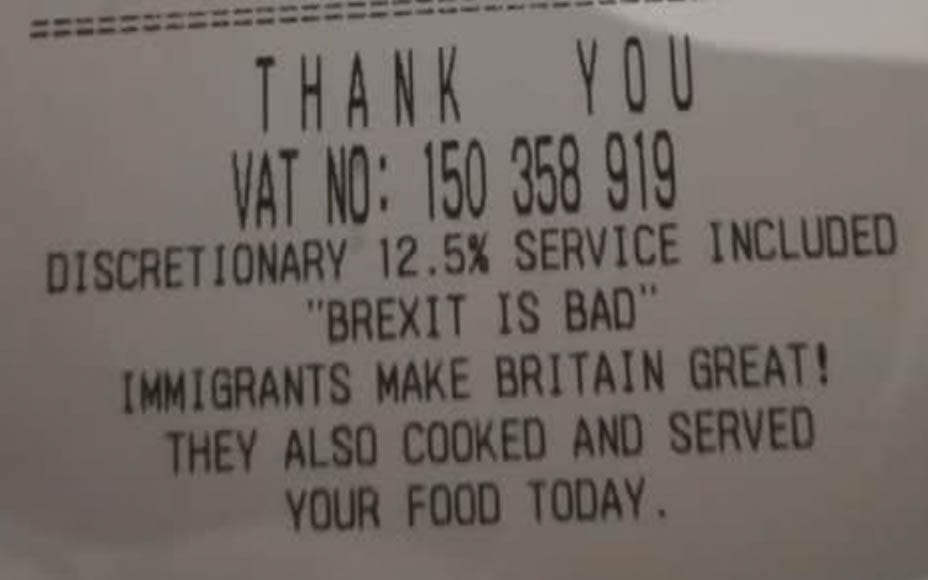 THANK YOU
VAT NO: 150 358 919
DISCRETIONARY 12.5% SERVICE INCLUDED
"BREXIT IS BAD"
IMMIGRANTS MAKE BRITAIN GREAT!
THEY ALSO COOKED AND SERVED
YOUR FOOD TODAY.